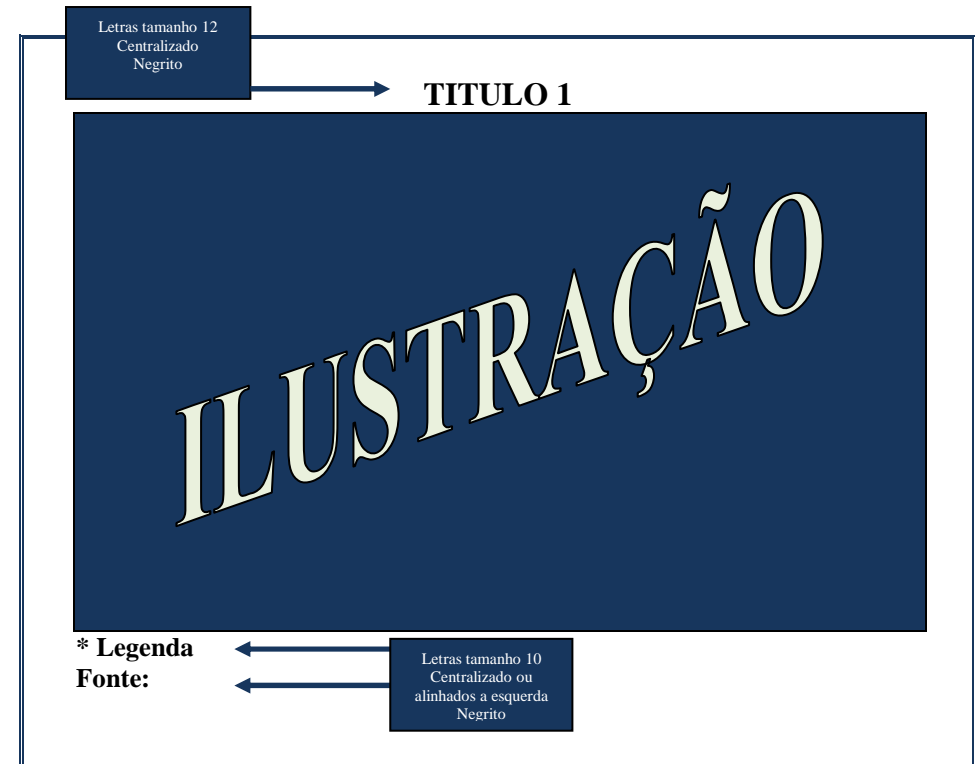 Letras tamanho 12
Centralizado
Negrito
TITULO 1
ILUSTRAÇÃO
* Legenda
Fonte:
Letras tamanho 10
Centralizado ou
alinhados a esquerda
Negrito